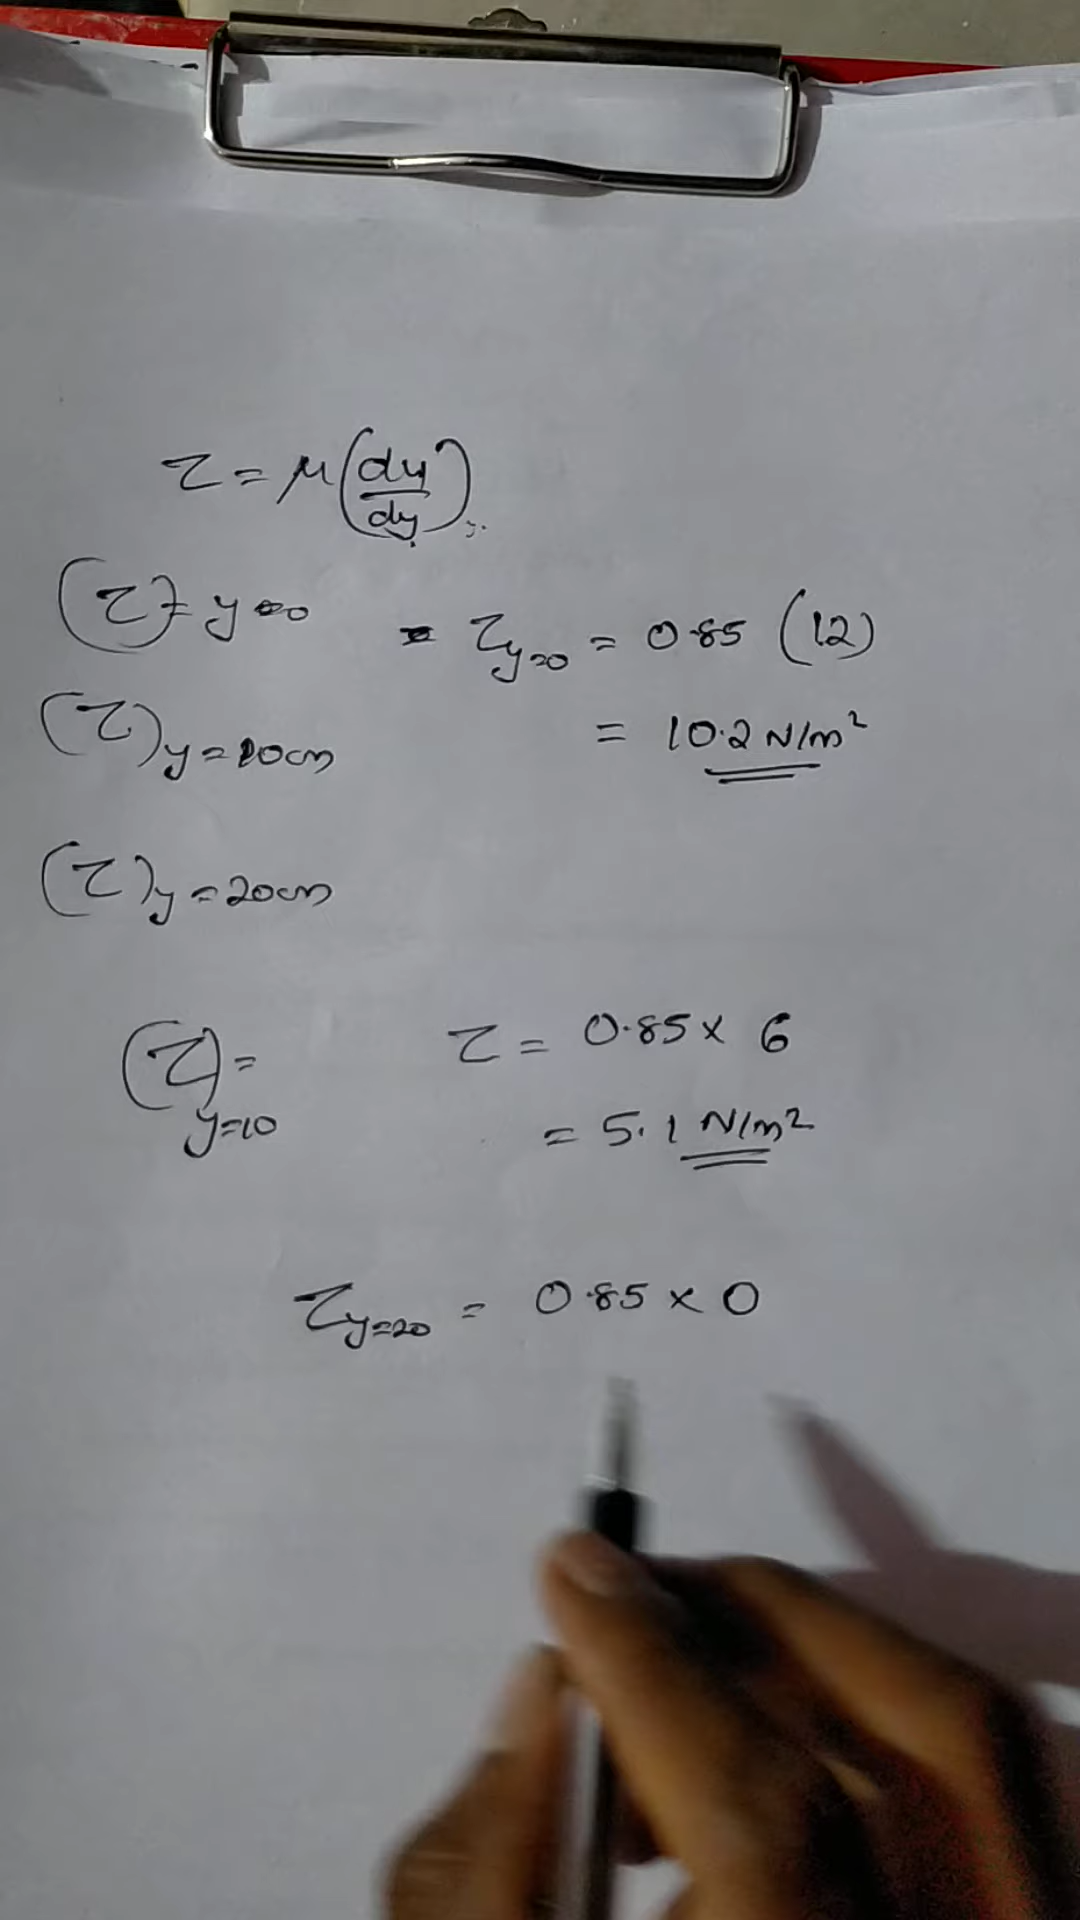 τ = μ(du/dy)y.
(τ)= y=0 = τy=0 = 0.85 (12)
(τ)y=10cm = 10.2 N/m²
(τ)y=20cm
(τ)y=10 = τ = 0.85 × 6
= 5.1 N/m²
τy=20 = 0.85 × 0